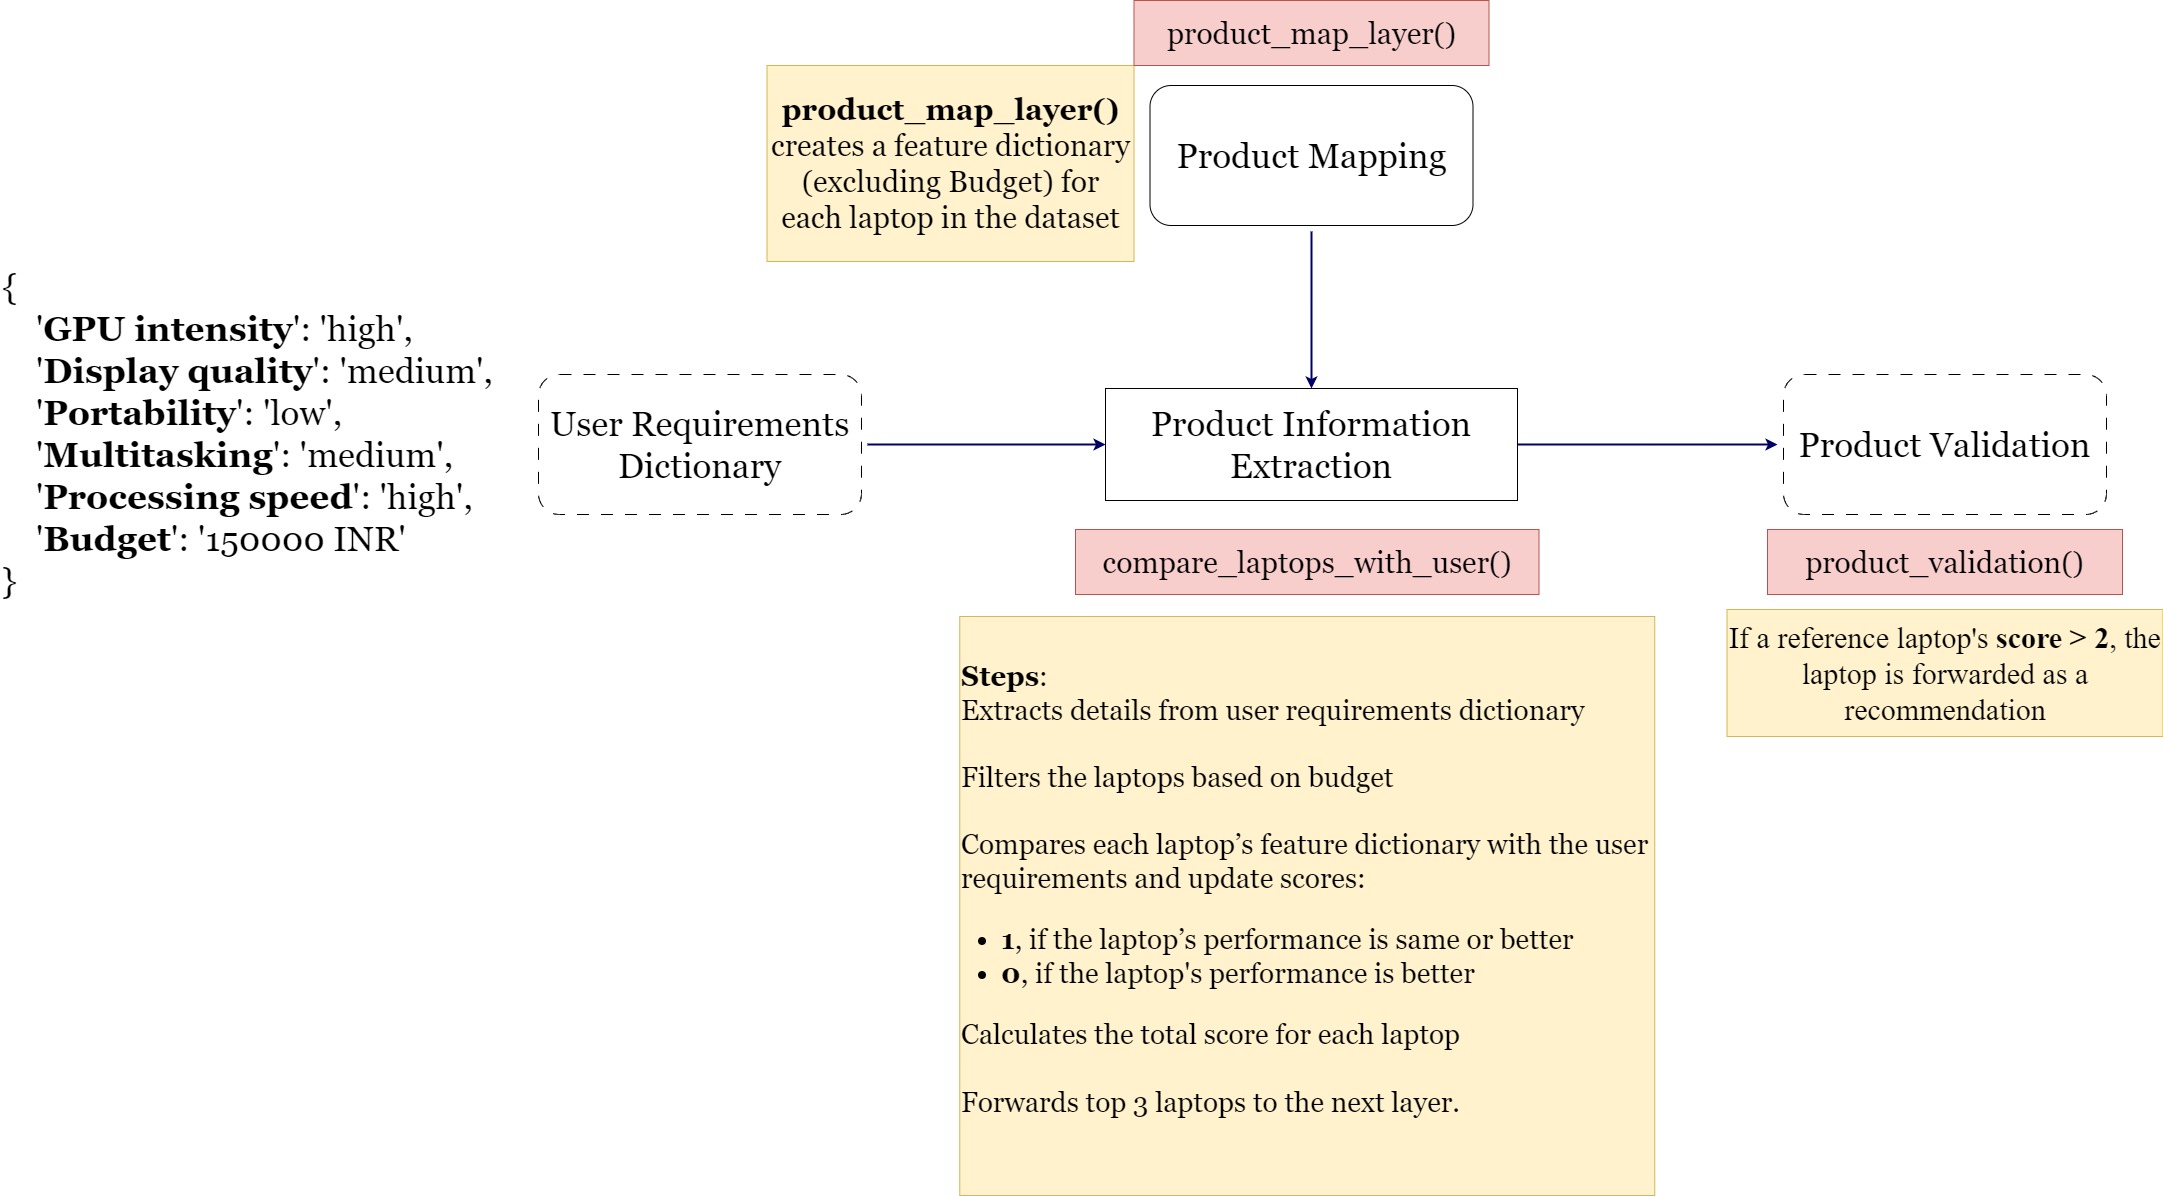 product_map_layer()
product_map_layer()
creates a feature dictionary
(excluding Budget) for
each laptop in the dataset
Product Mapping
{
'GPU intensity': 'high',
'Display quality': 'medium',
'Portability': 'low',
'Multitasking': 'medium',
'Processing speed': 'high',
'Budget': '150000 INR'
}
User Requirements
Dictionary
Product Information
Extraction
Product Validation
compare_laptops_with_user()
product_validation()
If a reference laptop's score > 2, the
laptop is forwarded as a
recommendation
Steps:
Extracts details from user requirements dictionary
Filters the laptops based on budget
Compares each laptop’s feature dictionary with the user
requirements and update scores:
• 1, if the laptop’s performance is same or better
• 0, if the laptop's performance is better
Calculates the total score for each laptop
Forwards top 3 laptops to the next layer.